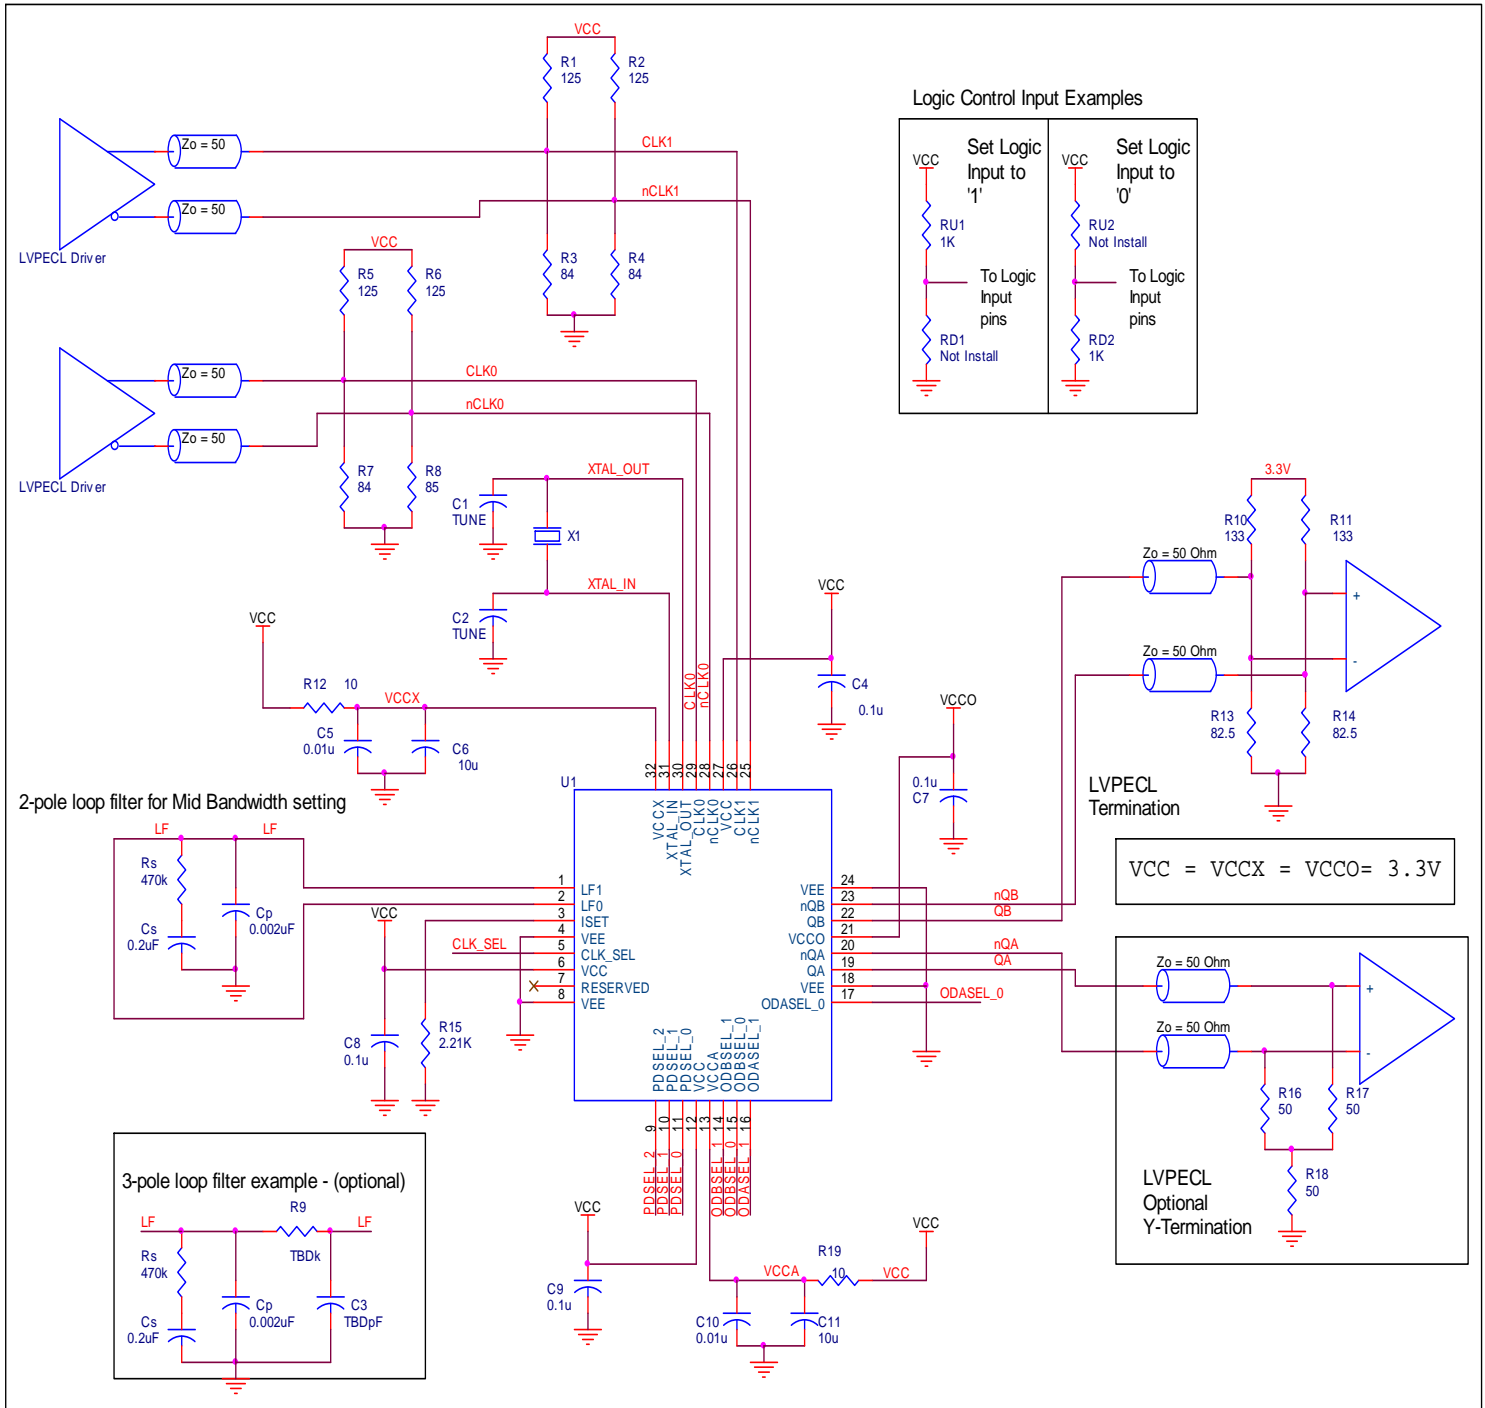 VCC
R1
125
R2
125
Zo = 50
CLK1
Zo = 50
nCLK1
LVPECL Driver
R3
84
R4
84
VCC
R5
125
R6
125
Zo = 50
CLK0
Zo = 50
nCLK0
LVPECL Driver
R7
84
R8
85
Logic Control Input Examples
VCC
Set Logic
Input to
'1'
RU1
1K
To Logic
Input
pins
RD1
Not Install
VCC
Set Logic
Input to
'0'
RU2
Not Install
To Logic
Input
pins
RD2
1K
XTAL_OUT
C1
TUNE
X1
XTAL_IN
C2
TUNE
VCC
R12 10
VCCX
C5
0.01u
C6
10u
CLK0
nCLK0
VCC
C4
0.1u
VCCO
0.1u
C7
3.3V
R10
133
R11
133
Zo = 50 Ohm
Zo = 50 Ohm
+
-
R13
82.5
R14
82.5
LVPECL
Termination
VCC = VCCX = VCCO= 3.3V
2-pole loop filter for Mid Bandwidth setting
LF
LF
Rs
470k
Cs
0.2uF
Cp
0.002uF
VCC
CLK_SEL
C8
0.1u
R15
2.21K
U1
32
31
30
29
28
27
26
25
VCCX
XTAL_IN
XTAL_OUT
CLK0
nCLK0
VCC
CLK1
nCLK1
1
LF1
2
LF0
3
ISET
4
VEE
5
CLK_SEL
6
VCC
7
RESERVED
8
VEE
24
VEE
23
nQB
22
QB
21
VCCO
20
nQA
19
QA
18
VEE
17
ODASEL_0
PDSEL_2
PDSEL_1
PDSEL_0
VCC
VCCA
ODBSEL_1
ODBSEL_0
ODASEL_1
9
10
11
12
13
14
15
16
PDSEL_2
PDSEL_1
PDSEL_0
ODBSEL_1
ODBSEL_0
ODASEL_1
nQB
QB
nQA
QA
ODASEL_0
Zo = 50 Ohm
Zo = 50 Ohm
+
-
R16
50
R17
50
R18
50
LVPECL
Optional
Y-Termination
3-pole loop filter example - (optional)
LF
R9
TBDk
LF
Rs
470k
Cs
0.2uF
Cp
0.002uF
C3
TBDpF
VCC
C9
0.1u
VCCA
R19
10
VCC
VCC
C10
0.01u
C11
10u